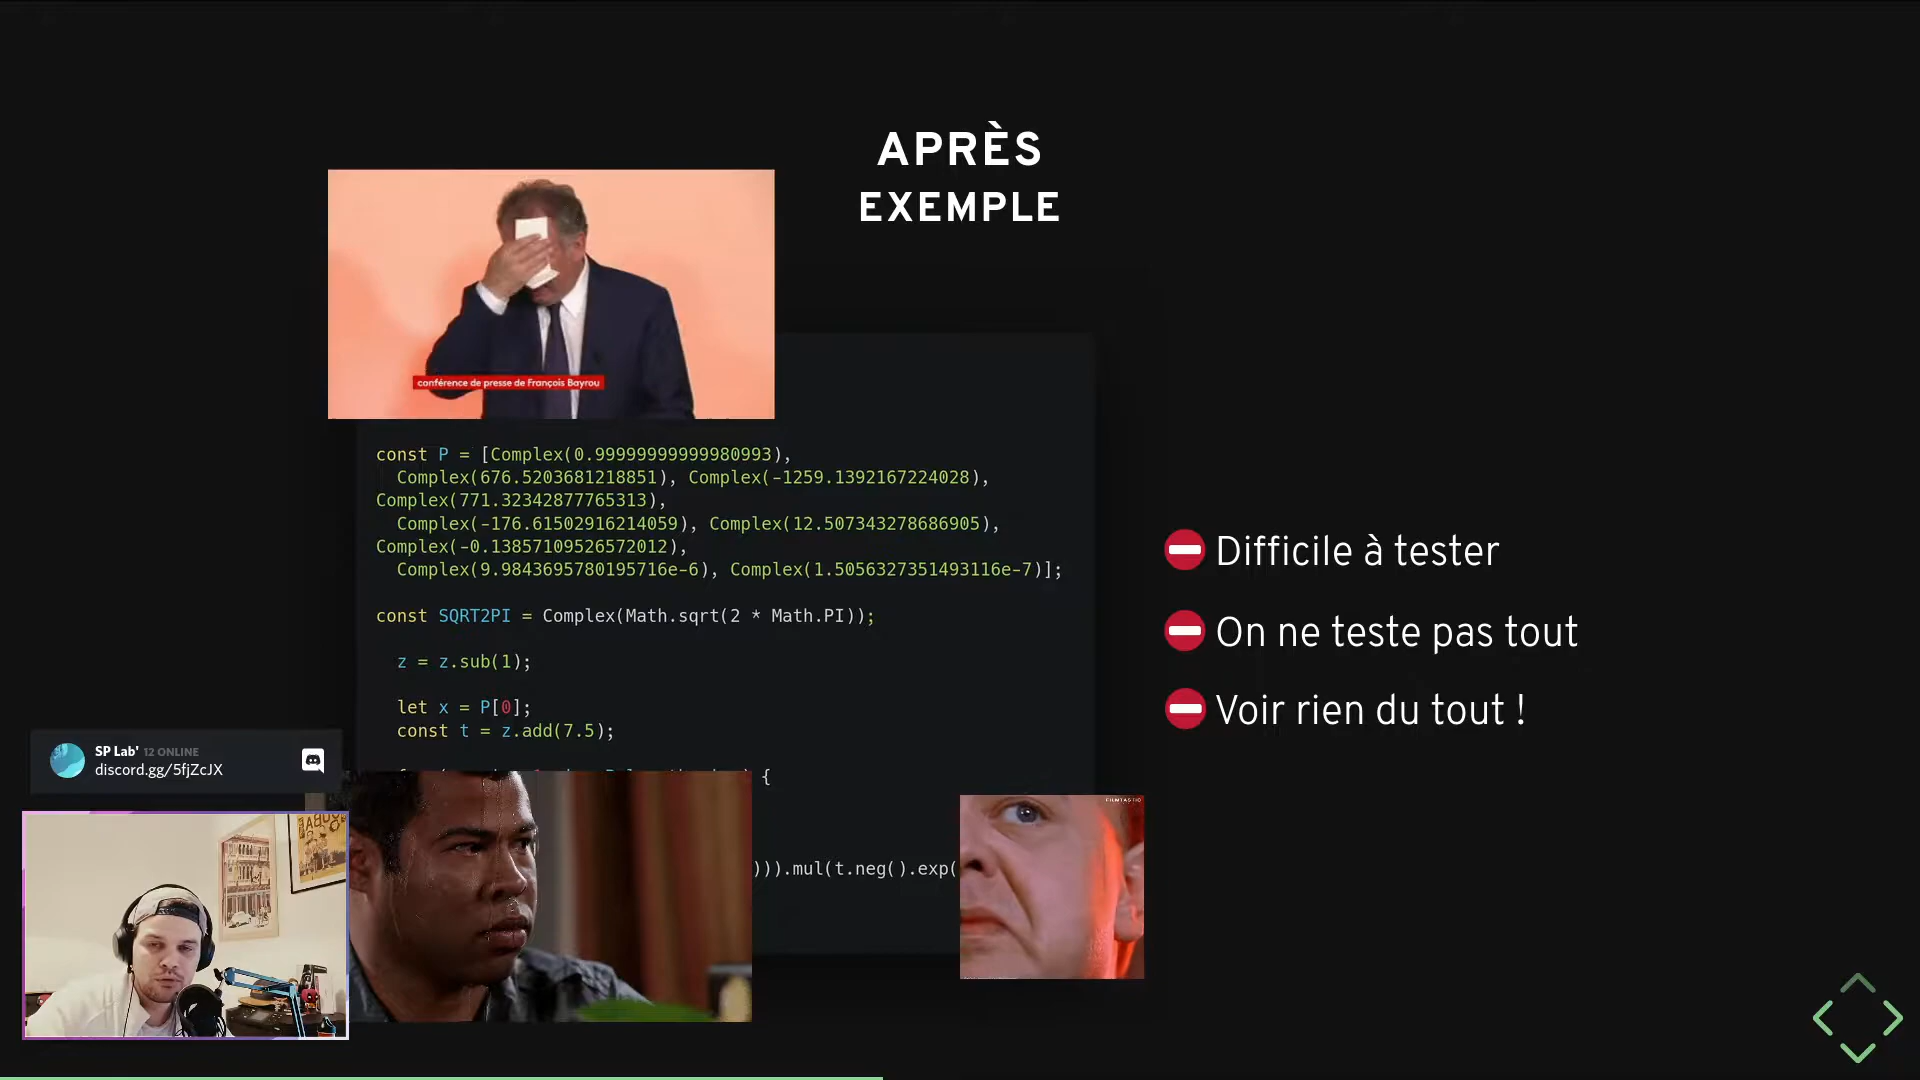 APRÈS
EXEMPLE
conférence de presse de François Bayrou
const P = [Complex(0.99999999999980993),
Complex(676.5203681218851), Complex(-1259.1392167224028),
Complex(771.32342877765313),
Complex(-176.61502916214059), Complex(12.507343278686905),
Complex(-0.13857109526572012),
Complex(9.9843695780195716e-6), Complex(1.5056327351493116e-7)];
const SQRT2PI = Complex(Math.sqrt(2 * Math.PI));
z = z.sub(1);
let x = P[0];
const t = z.add(7.5);
{
))).mul(t.neg().exp(
Difficile à tester
On ne teste pas tout
Voir rien du tout !
SP Lab' 12 ONLINE
discord.gg/5fjZcJX
FILMTASTIC